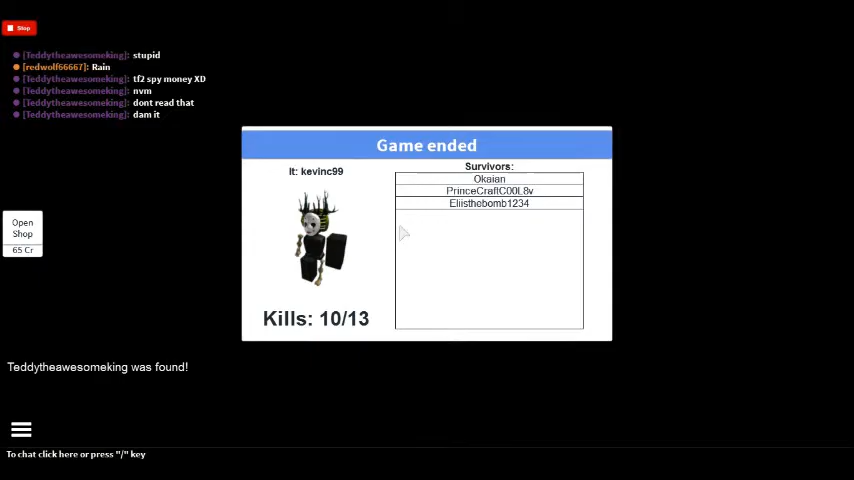 Stop
[Teddytheawesomeking]: stupid
[redwolf66667]: Rain
[Teddytheawesomeking]: tf2 spy money XD
[Teddytheawesomeking]: nvm
[Teddytheawesomeking]: dont read that
[Teddytheawesomeking]: dam it
Game ended
It: kevinc99
Survivors:
Okaian
PrinceCraftC00L8v
Eliisthebomb1234
Open
Shop
65 Cr
Kills: 10/13
Teddytheawesomeking was found!
To chat click here or press "/" key